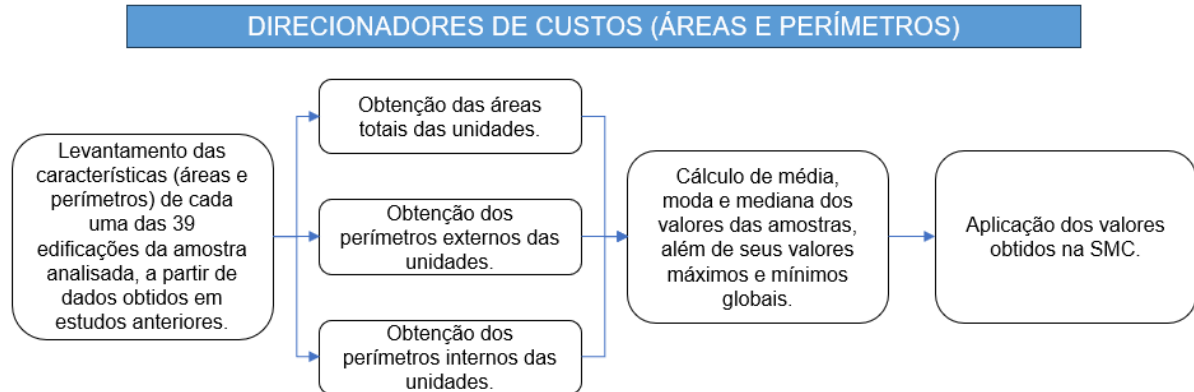 DIRECIONADORES DE CUSTOS (ÁREAS E PERÍMETROS)
Levantamento das
características (áreas e
perímetros) de cada
uma das 39
edificações da amostra
analisada, a partir de
dados obtidos em
estudos anteriores.
Obtenção das áreas
totais das unidades.
Obtenção dos
perímetros externos das
unidades.
Obtenção dos
perímetros internos das
unidades.
Cálculo de média,
moda e mediana dos
valores das amostras,
além de seus valores
máximos e mínimos
globais.
Aplicação dos valores
obtidos na SMC.